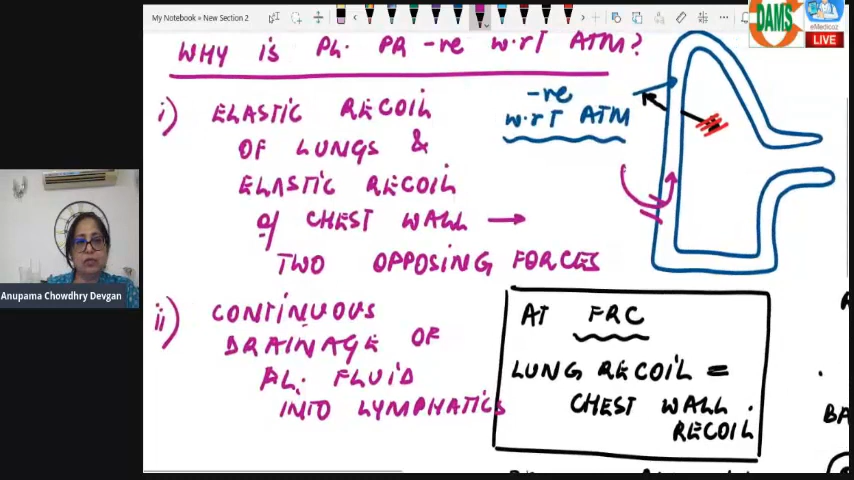 My Notebook » New Section 2
DAMS
eMedicoz
LIVE
WHY is PL. PR -ve w.r.T ATM?
i) ELASTIC RECOIL
OF LUNGS &
ELASTIC RECOIL
of CHEST WALL →
TWO OPPOSING FORCES
-ve
w.r.T ATM
ii) CONTINUOUS
DRAINAGE OF
PL. FLUID
INTO LYMPHATICS
AT FRC
LUNG RECOIL =
CHEST WALL
RECOIL
BA
Anupama Chowdhry Devgan